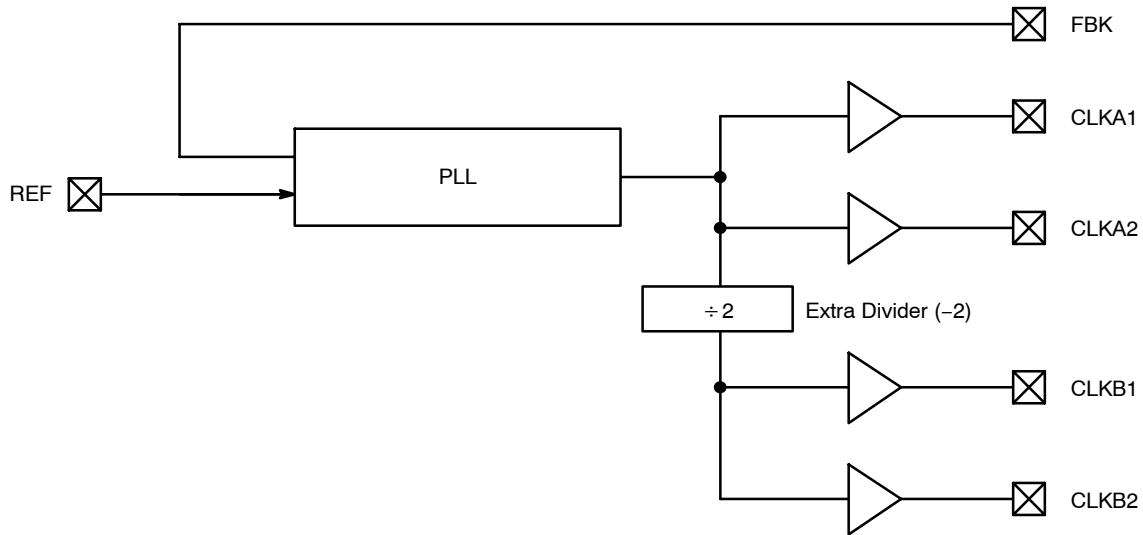 FBK
CLKA1
PLL
REF
CLKA2
÷2 Extra Divider (−2)
CLKB1
CLKB2